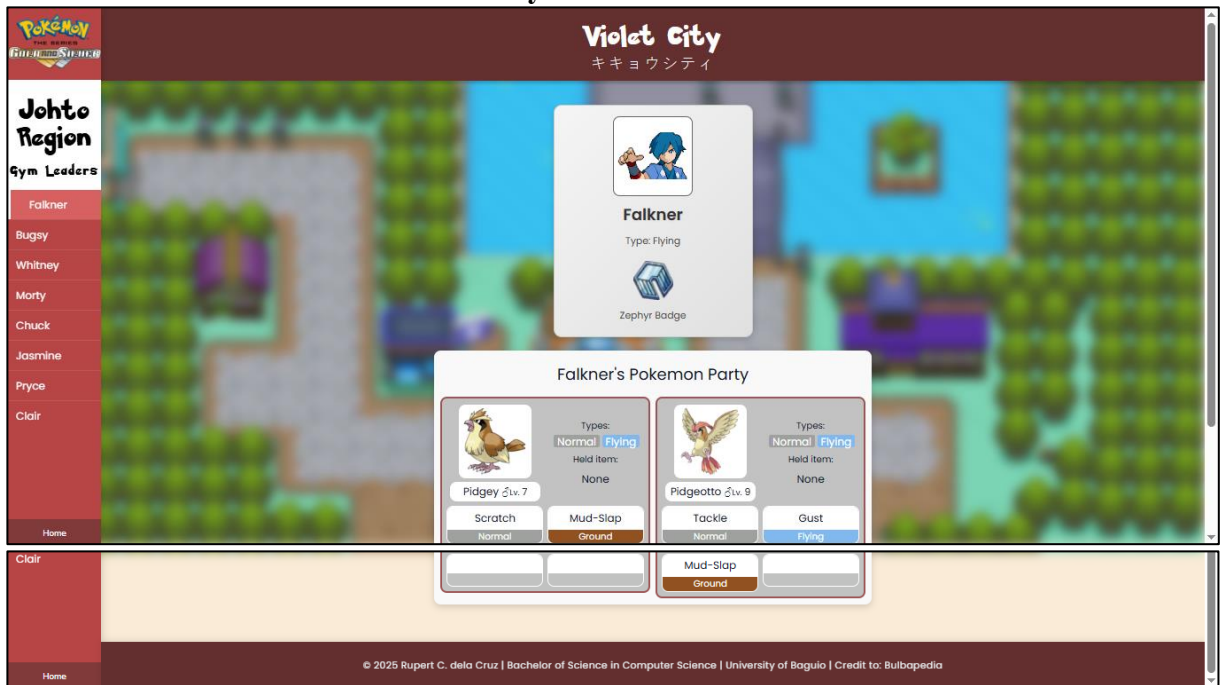 Pokémon
THE SERIES
GOLD AND SILVER
Violet City
キキョウシティ
Johto
Region
Gym Leaders
Falkner
Bugsy
Whitney
Morty
Chuck
Jasmine
Pryce
Clair
Home
Falkner
Type: Flying
Zephyr Badge
Falkner's Pokemon Party
Types:
Normal Flying
Held item:
None
Pidgey ♂Lv. 7
Scratch
Normal
Mud-Slap
Ground
Types:
Normal Flying
Held item:
None
Pidgeotto ♂Lv. 9
Tackle
Normal
Gust
Flying
Clair
Mud-Slap
Ground
Home
© 2025 Rupert C. dela Cruz | Bachelor of Science in Computer Science | University of Baguio | Credit to: Bulbapedia